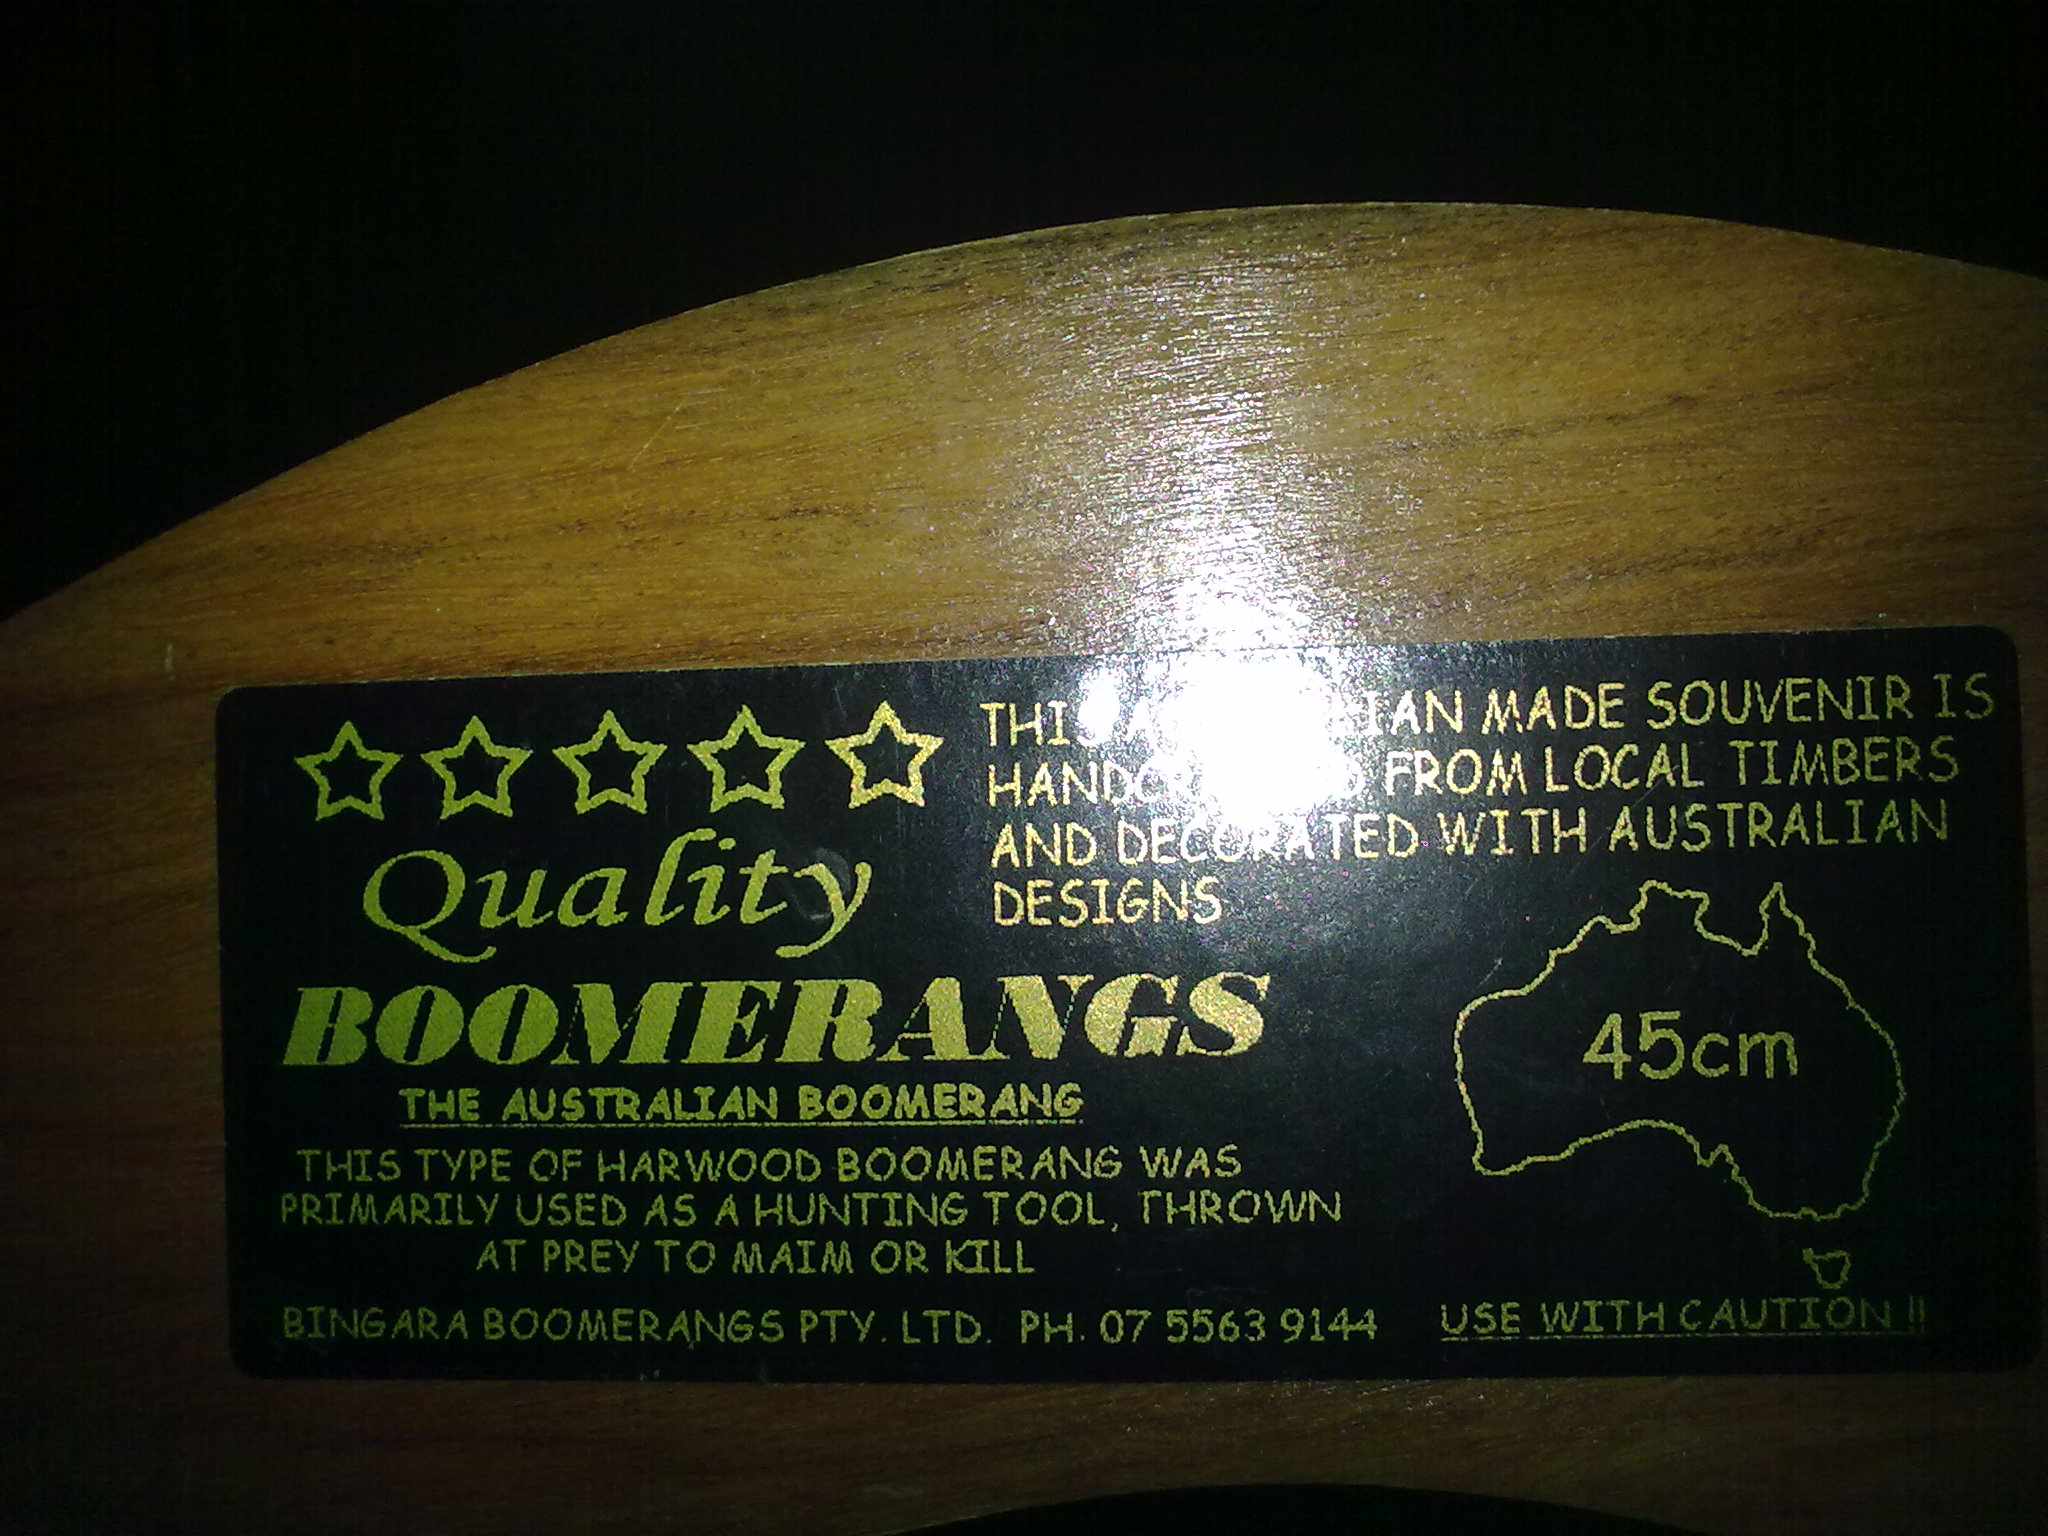 THIS MADE SOUVENIR IS
FROM LOCAL TIMBERS
AND DECORATED WITH AUSTRALIAN
DESIGNS
Quality
BOOMERANGS
THE AUSTRALIAN BOOMERANG
45cm
THIS TYPE OF HARWOOD BOOMERANG WAS
PRIMARILY USED AS A HUNTING TOOL, THROWN
AT PREY TO MAIM OR KILL
BINGARA BOOMERANGS PTY. LTD. PH. 07 5563 9144
USE WITH CAUTION !!